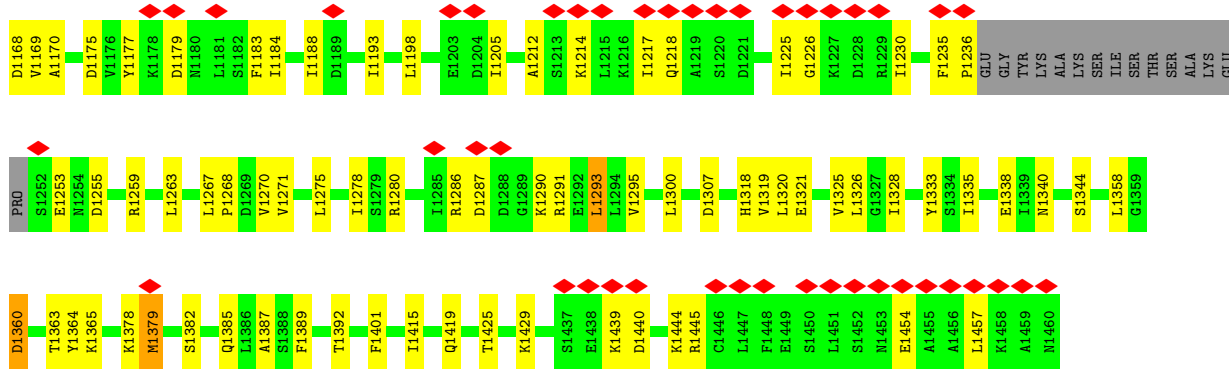 D1168 V1169 A1170 D1175 V1176 Y1177 K1178 D1179 N1180 L1181 S1182 F1183 I1184 I1188 D1189 I1193 L1198 E1203 D1204 I1205 A1212 S1213 K1214 L1215 K1216 I1217 Q1218 A1219 S1220 D1221 I1225 G1226 K1227 D1228 R1229 I1230 F1235 P1236 GLU GLY TYR LYS ALA LYS SER ILE SER THR SER ALA LYS GLU
PRO S1252 E1253 N1254 D1255 R1259 L1263 L1267 P1268 D1269 V1270 V1271 L1275 I1278 S1279 R1280 I1285 R1286 D1287 D1288 G1289 K1290 R1291 E1292 L1293 L1294 V1295 L1300 D1307 H1318 V1319 L1320 E1321 V1325 L1326 G1327 I1328 Y1333 S1334 I1335 E1338 I1339 N1340 S1344 L1358 G1359
D1360 T1363 Y1364 K1365 K1378 M1379 S1382 Q1385 L1386 A1387 S1388 F1389 T1392 F1401 I1415 Q1419 T1425 K1429 S1437 E1438 K1439 D1440 K1444 R1445 C1446 L1447 F1448 E1449 S1450 L1451 S1452 N1453 E1454 A1455 A1456 L1457 K1458 A1459 N1460